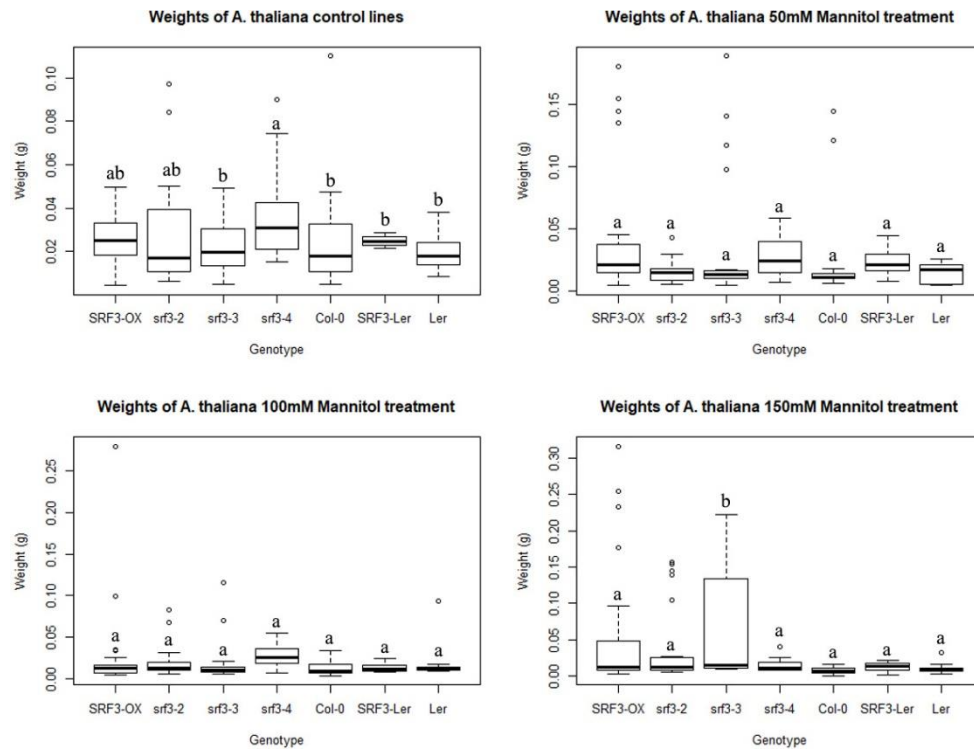 Weights of A. thaliana control lines
Weight (g)
0.02 0.04 0.06 0.08 0.10
ab ab b a b b b
SRF3-OX srf3-2 srf3-3 srf3-4 Col-0 SRF3-Ler Ler
Genotype
Weights of A. thaliana 50mM Mannitol treatment
Weight (g)
0.00 0.05 0.10 0.15
a a a a a a a
SRF3-OX srf3-2 srf3-3 srf3-4 Col-0 SRF3-Ler Ler
Genotype
Weights of A. thaliana 100mM Mannitol treatment
Weight (g)
0.00 0.05 0.10 0.15 0.20 0.25
a a a a a a a
SRF3-OX srf3-2 srf3-3 srf3-4 Col-0 SRF3-Ler Ler
Genotype
Weights of A. thaliana 150mM Mannitol treatment
Weight (g)
0.00 0.05 0.10 0.15 0.20 0.30
a a b a a a a
SRF3-OX srf3-2 srf3-3 srf3-4 Col-0 SRF3-Ler Ler
Genotype